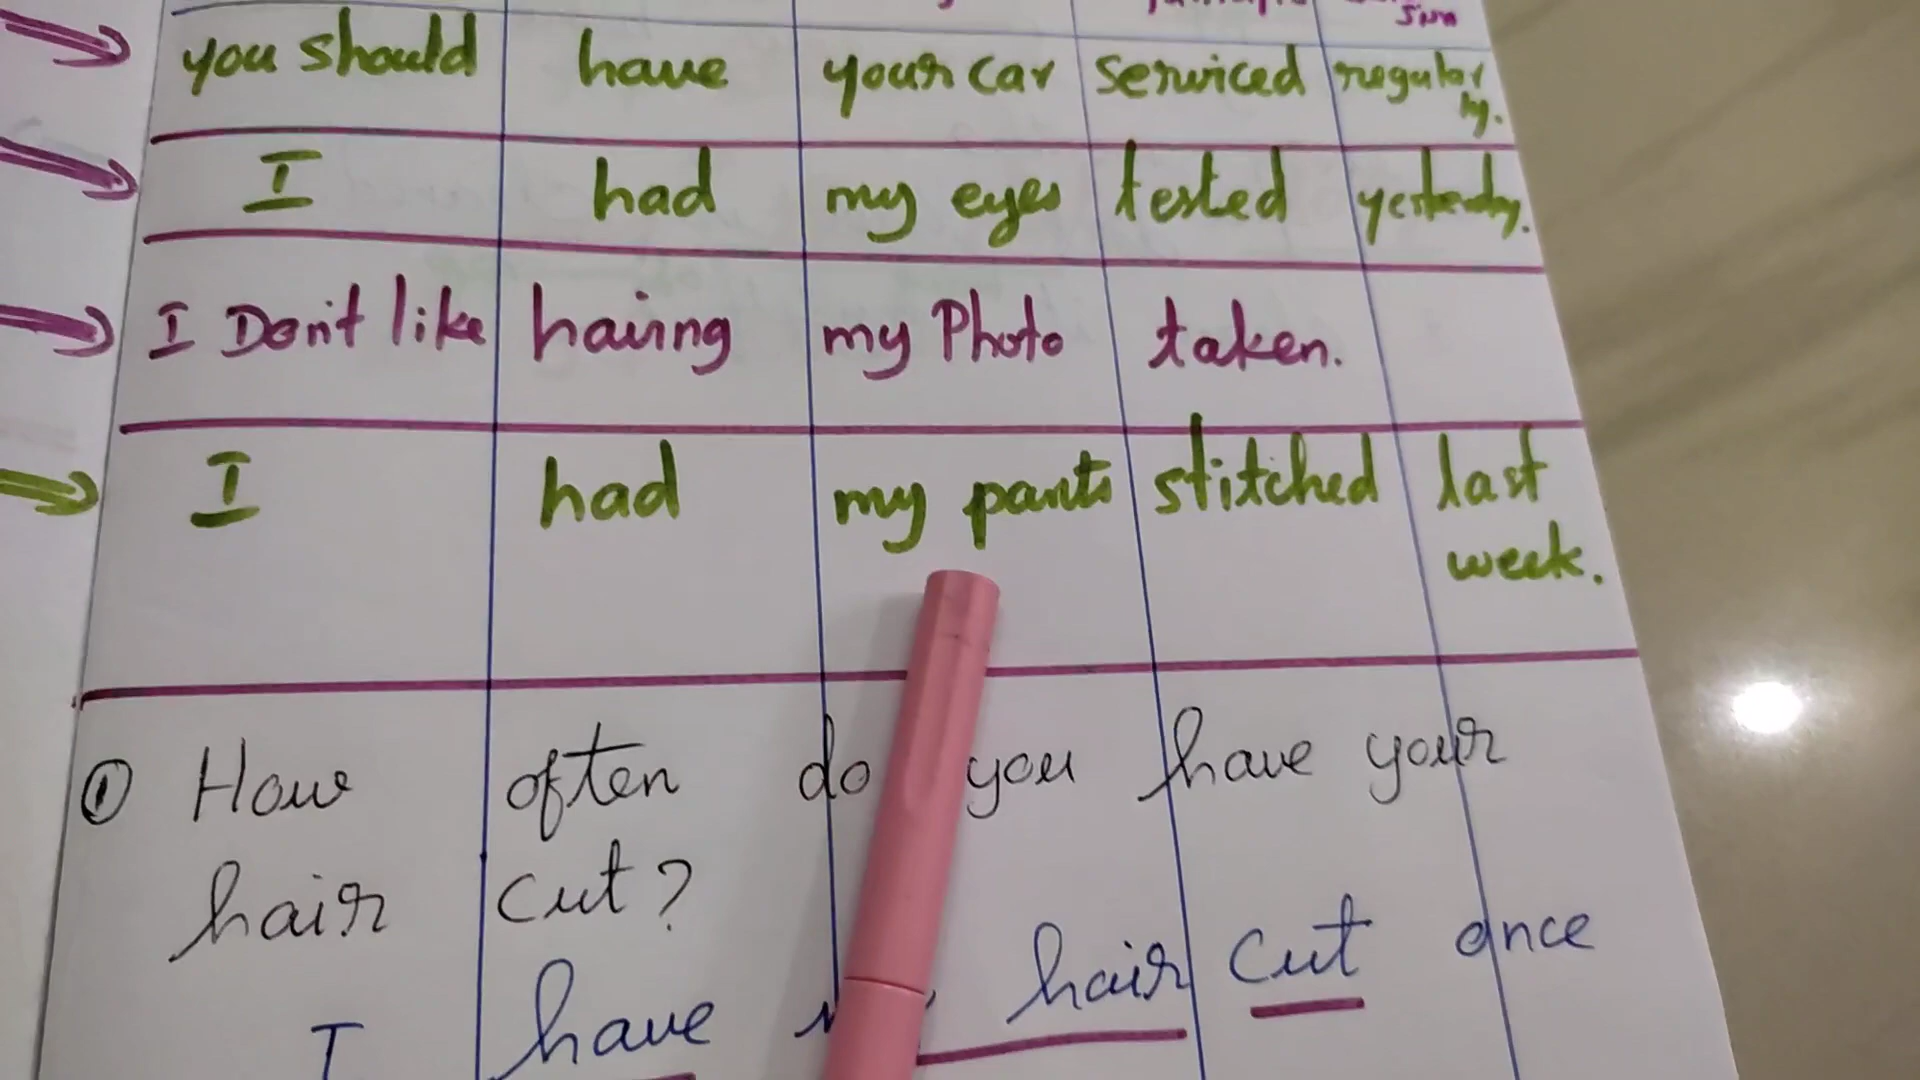 you should have your car serviced regularly.
I had my eyes tested yesterday.
I Don't like having my Photo taken.
I had my pants stitched last
week.
① How often do you have your
hair cut?
I have hair cut once